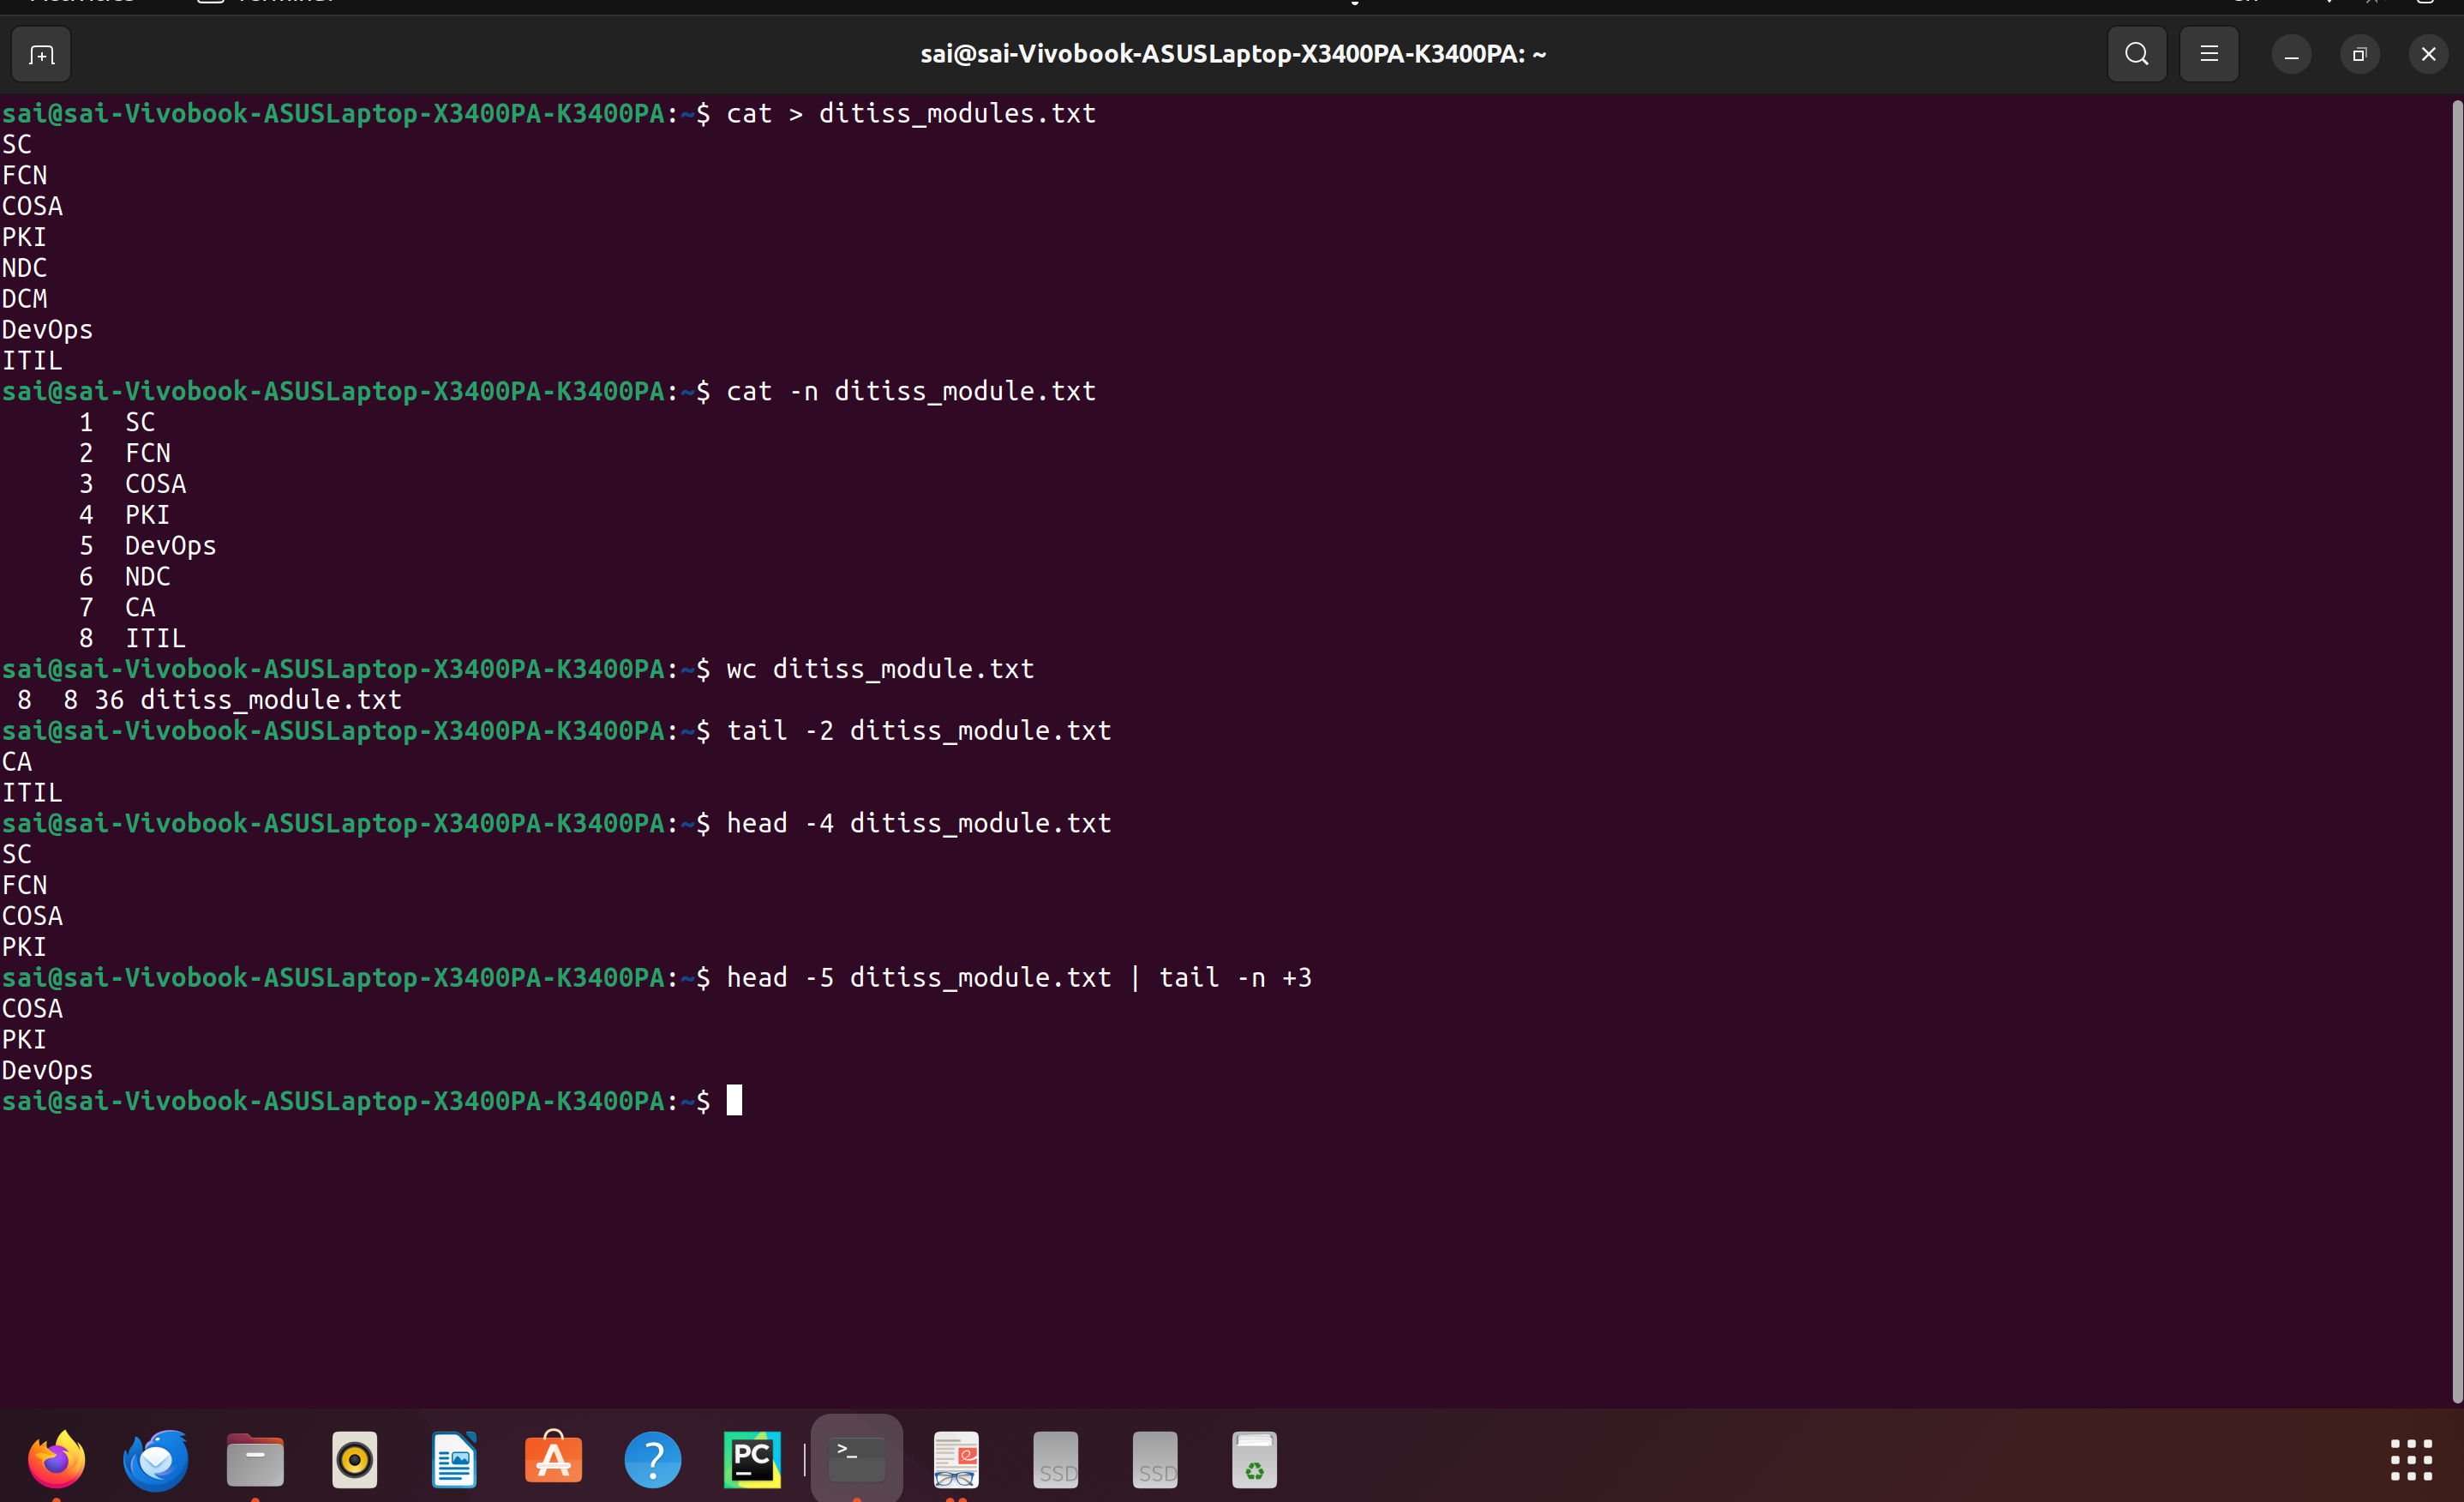 sai@sai-Vivobook-ASUSLaptop-X3400PA-K3400PA: ~
sai@sai-Vivobook-ASUSLaptop-X3400PA-K3400PA:~$ cat > ditiss_modules.txt
SC
FCN
COSA
PKI
NDC
DCM
DevOps
ITIL
sai@sai-Vivobook-ASUSLaptop-X3400PA-K3400PA:~$ cat -n ditiss_module.txt
     1  SC
     2  FCN
     3  COSA
     4  PKI
     5  DevOps
     6  NDC
     7  CA
     8  ITIL
sai@sai-Vivobook-ASUSLaptop-X3400PA-K3400PA:~$ wc ditiss_module.txt
 8  8 36 ditiss_module.txt
sai@sai-Vivobook-ASUSLaptop-X3400PA-K3400PA:~$ tail -2 ditiss_module.txt
CA
ITIL
sai@sai-Vivobook-ASUSLaptop-X3400PA-K3400PA:~$ head -4 ditiss_module.txt
SC
FCN
COSA
PKI
sai@sai-Vivobook-ASUSLaptop-X3400PA-K3400PA:~$ head -5 ditiss_module.txt | tail -n +3
COSA
PKI
DevOps
sai@sai-Vivobook-ASUSLaptop-X3400PA-K3400PA:~$
PC
SSD
SSD